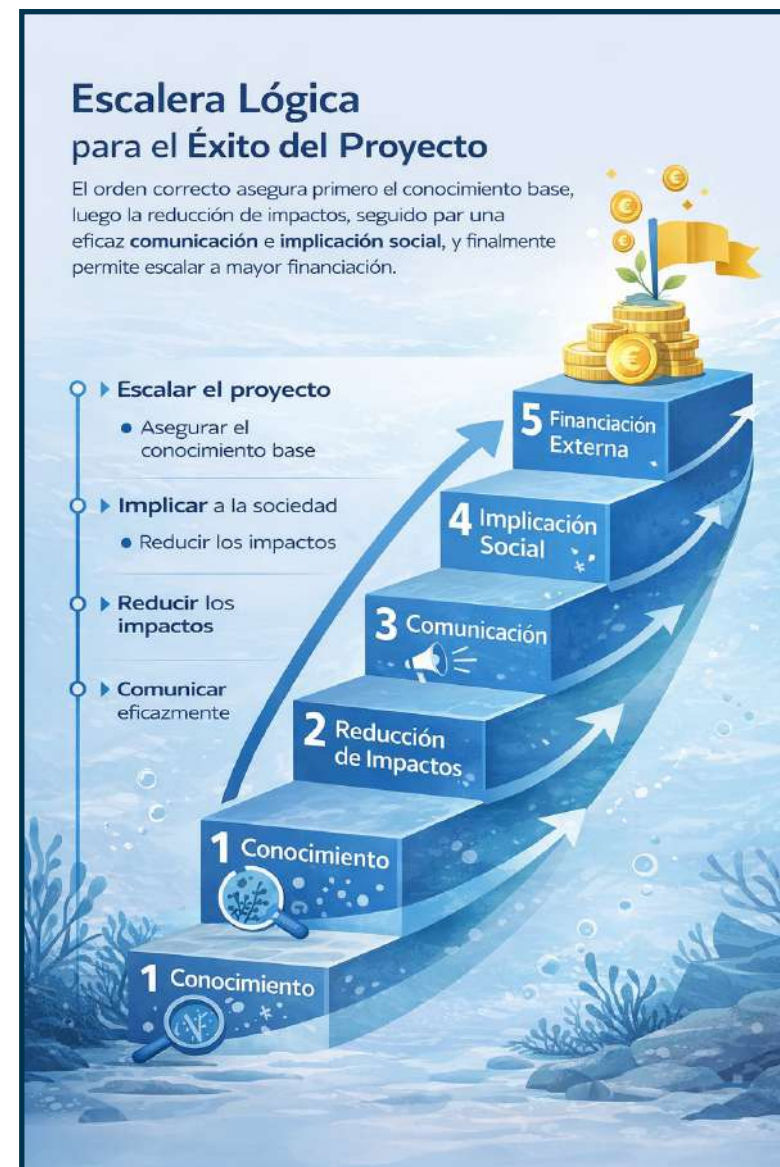 Escalera Lógica
para el Éxito del Proyecto
El orden correcto asegura primero el conocimiento base,
luego la reducción de impactos, seguido par una
eficaz comunicación e implicación social, y finalmente
permite escalar a mayor financiación.
Escalar el proyecto
Asegurar el
conocimiento base
Implicar a la sociedad
Reducir los impactos
Reducir los
impactos
Comunicar
eficazmente
5 Financiación
Externa
4 Implicación
Social
3 Comunicación
2 Reducción
de Impactos
1 Conocimiento
1 Conocimiento